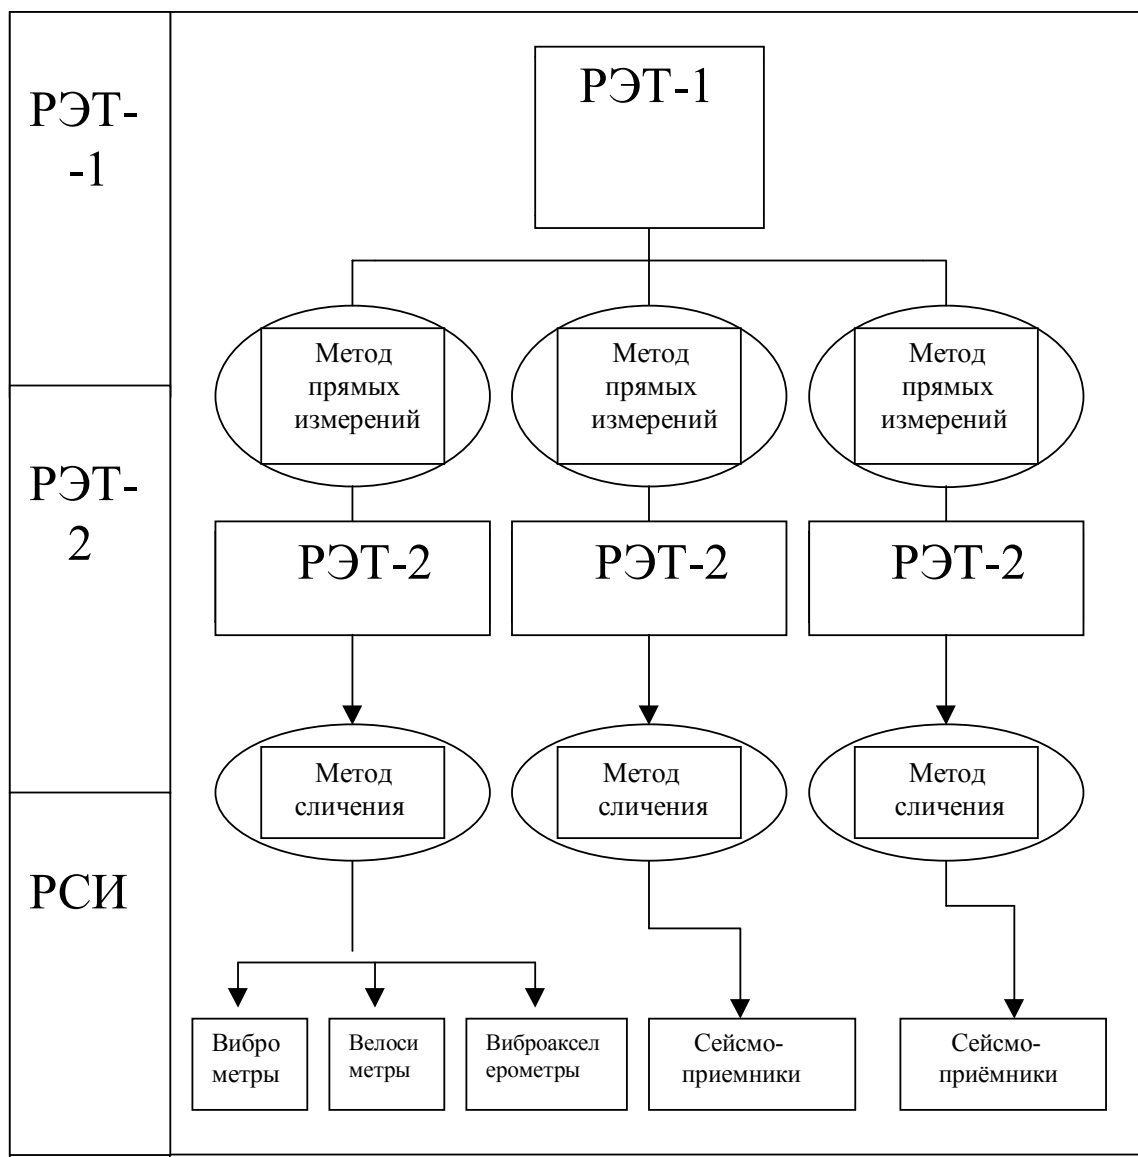 РЭТ-
-1
РЭТ-1
Метод
прямых
измерений
Метод
прямых
измерений
Метод
прямых
измерений
РЭТ-
2
РЭТ-2
РЭТ-2
РЭТ-2
Метод
сличения
Метод
сличения
Метод
сличения
РСИ
Вибро
метры
Велоси
метры
Виброаксел
ерометры
Сейсмо-
приемники
Сейсмо-
приёмники